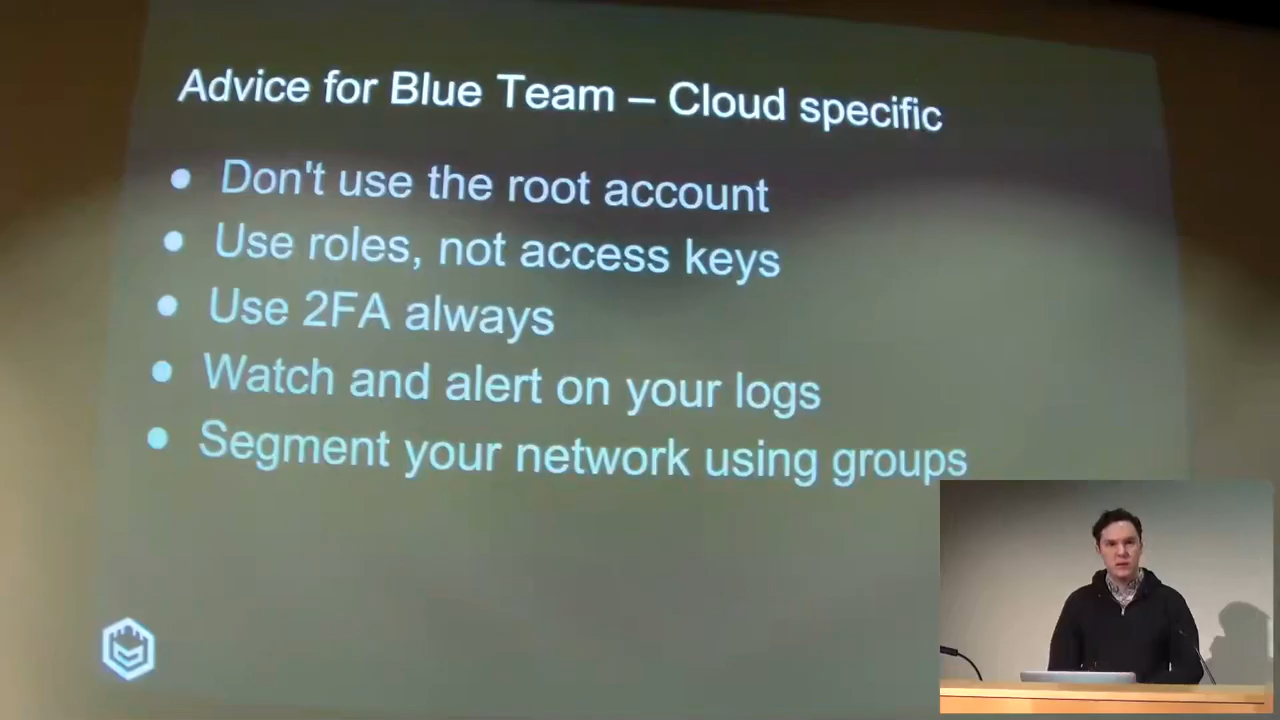 Advice for Blue Team – Cloud specific
● Don't use the root account
● Use roles, not access keys
● Use 2FA always
● Watch and alert on your logs
● Segment your network using groups